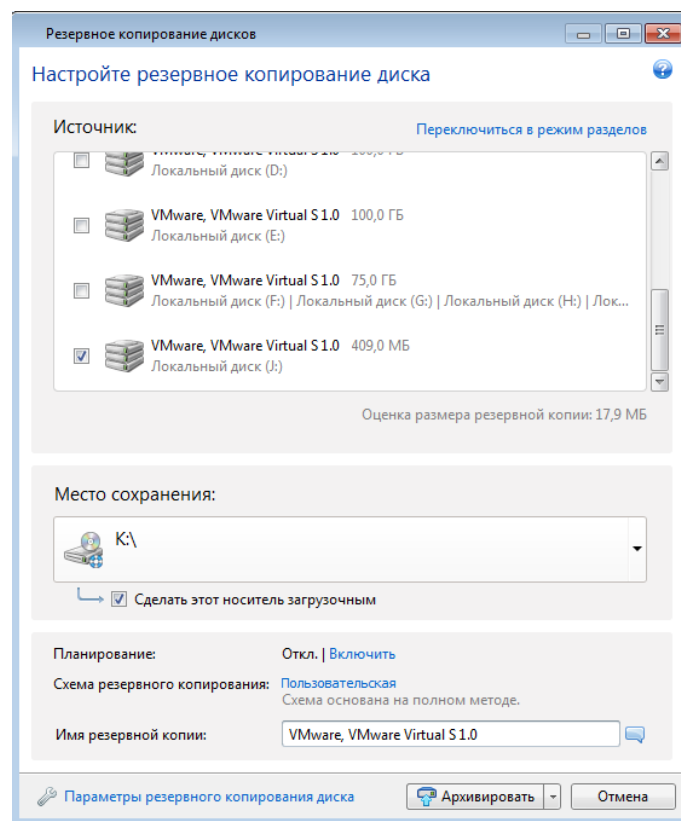 Резервное копирование дисков
Настройте резервное копирование диска
Источник:
Переключиться в режим разделов
Локальный диск (D:)
VMware, VMware Virtual S 1.0 100,0 ГБ
Локальный диск (E:)
VMware, VMware Virtual S 1.0 75,0 ГБ
Локальный диск (F:) | Локальный диск (G:) | Локальный диск (H:) | Лок...
VMware, VMware Virtual S 1.0 409,0 МБ
Локальный диск (J:)
Оценка размера резервной копии: 17,9 МБ
Место сохранения:
K:\
Сделать этот носитель загрузочным
Планирование: Откл. | Включить
Схема резервного копирования: Пользовательская
Схема основана на полном методе.
Имя резервной копии: VMware, VMware Virtual S 1.0
Параметры резервного копирования диска
Архивировать
Отмена